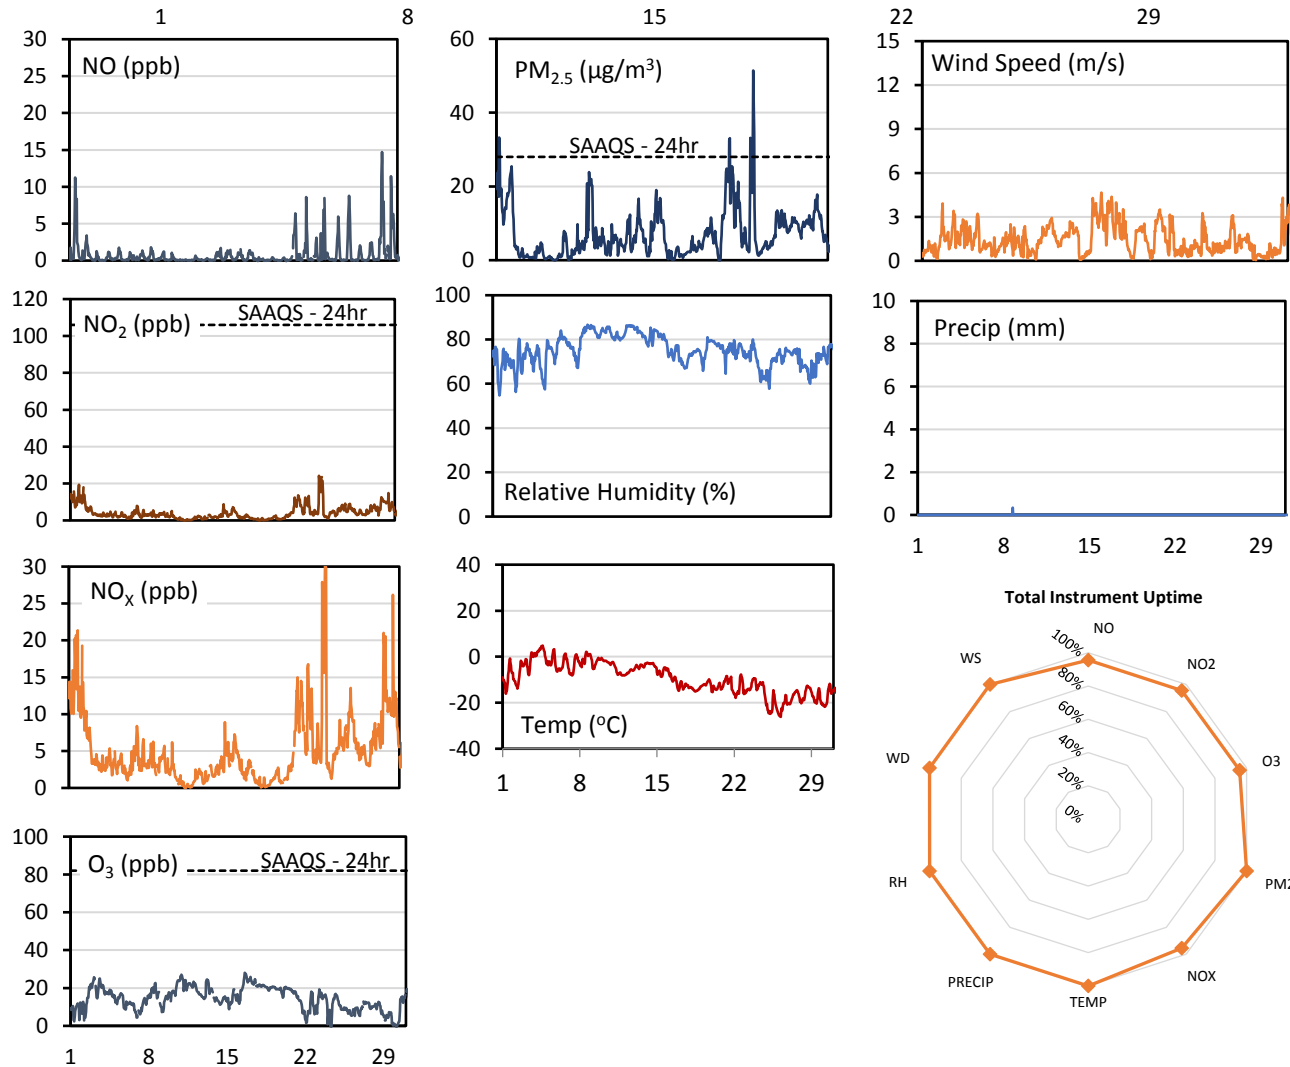 1 8 15 22 29
30
25
20
15
10
5
0
NO (ppb)
60
40
20
0
PM2.5 (µg/m³)
SAAQS - 24hr
15
12
9
6
3
0
Wind Speed (m/s)
120
100
80
60
40
20
0
NO2 (ppb)
SAAQS - 24hr
100
80
60
40
20
0
Relative Humidity (%)
10
8
6
4
2
0
Precip (mm)
1 8 15 22 29
30
25
20
15
10
5
0
NOX (ppb)
40
20
0
-20
-40
Temp (°C)
1 8 15 22 29
100
80
60
40
20
0
O3 (ppb)
SAAQS - 24hr
1 8 15 22 29
Total Instrument Uptime
NO
NO2
O3
PM2
NOX
TEMP
PRECIP
RH
WD
WS
100%
80%
60%
40%
20%
0%